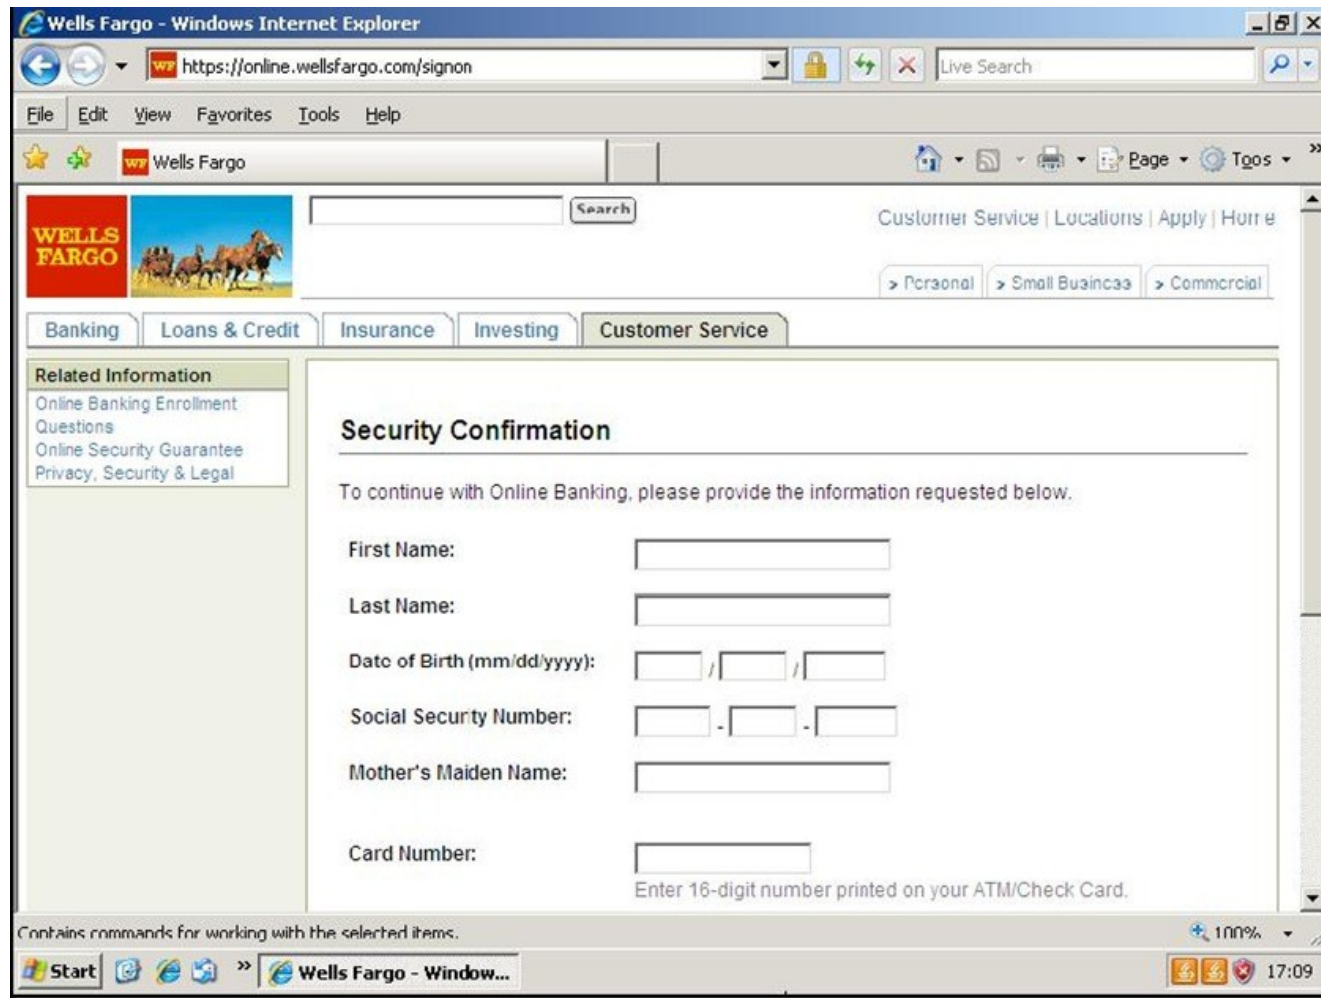 Wells Fargo - Windows Internet Explorer
https://online.wellsfargo.com/signon
Live Search
File Edit View Favorites Tools Help
WF Wells Fargo
Page Toos
WELLS FARGO
Search
Customer Service | Locations | Apply | Home
> Personal > Small Business > Commercial
Banking Loans & Credit Insurance Investing Customer Service
Related Information
Online Banking Enrollment
Questions
Online Security Guarantee
Privacy, Security & Legal
Security Confirmation
To continue with Online Banking, please provide the information requested below.
First Name:
Last Name:
Date of Birth (mm/dd/yyyy):
/ /
Social Security Number:
- -
Mother's Maiden Name:
Card Number:
Enter 16-digit number printed on your ATM/Check Card.
Contains commands for working with the selected items.
100%
Start » Wells Fargo - Window...
17:09